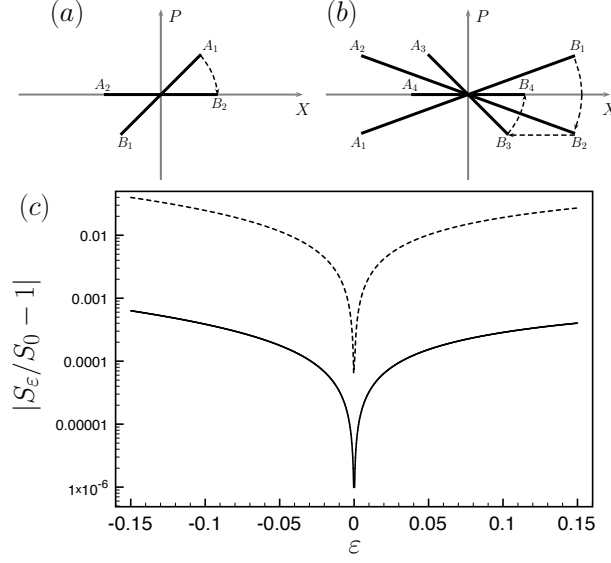 (a)
P
A₁
A₂
B₂
X
B₁
(b)
P
A₂
A₃
B₁
A₄
B₄
X
A₁
B₃
B₂
(c)
|S_ε/S₀ − 1|
0.01
0.001
0.0001
0.00001
1×10⁻⁶
-0.15 -0.1 -0.05 0 0.05 0.1 0.15
ε